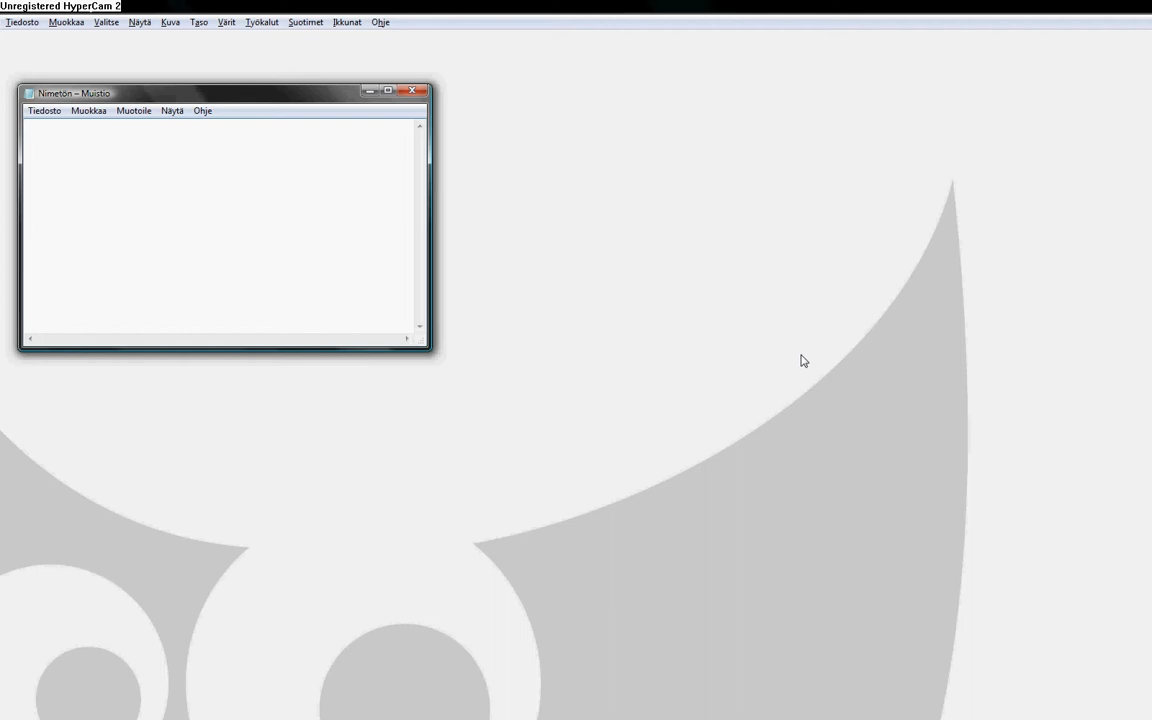 Unregistered HyperCam 2
Tiedosto Muokkaa Valitse Näytä Kuva Taso Värit Työkalut Suotimet Ikkunat Ohje
Nimetön – Muistio
Tiedosto Muokkaa Muotoile Näytä Ohje